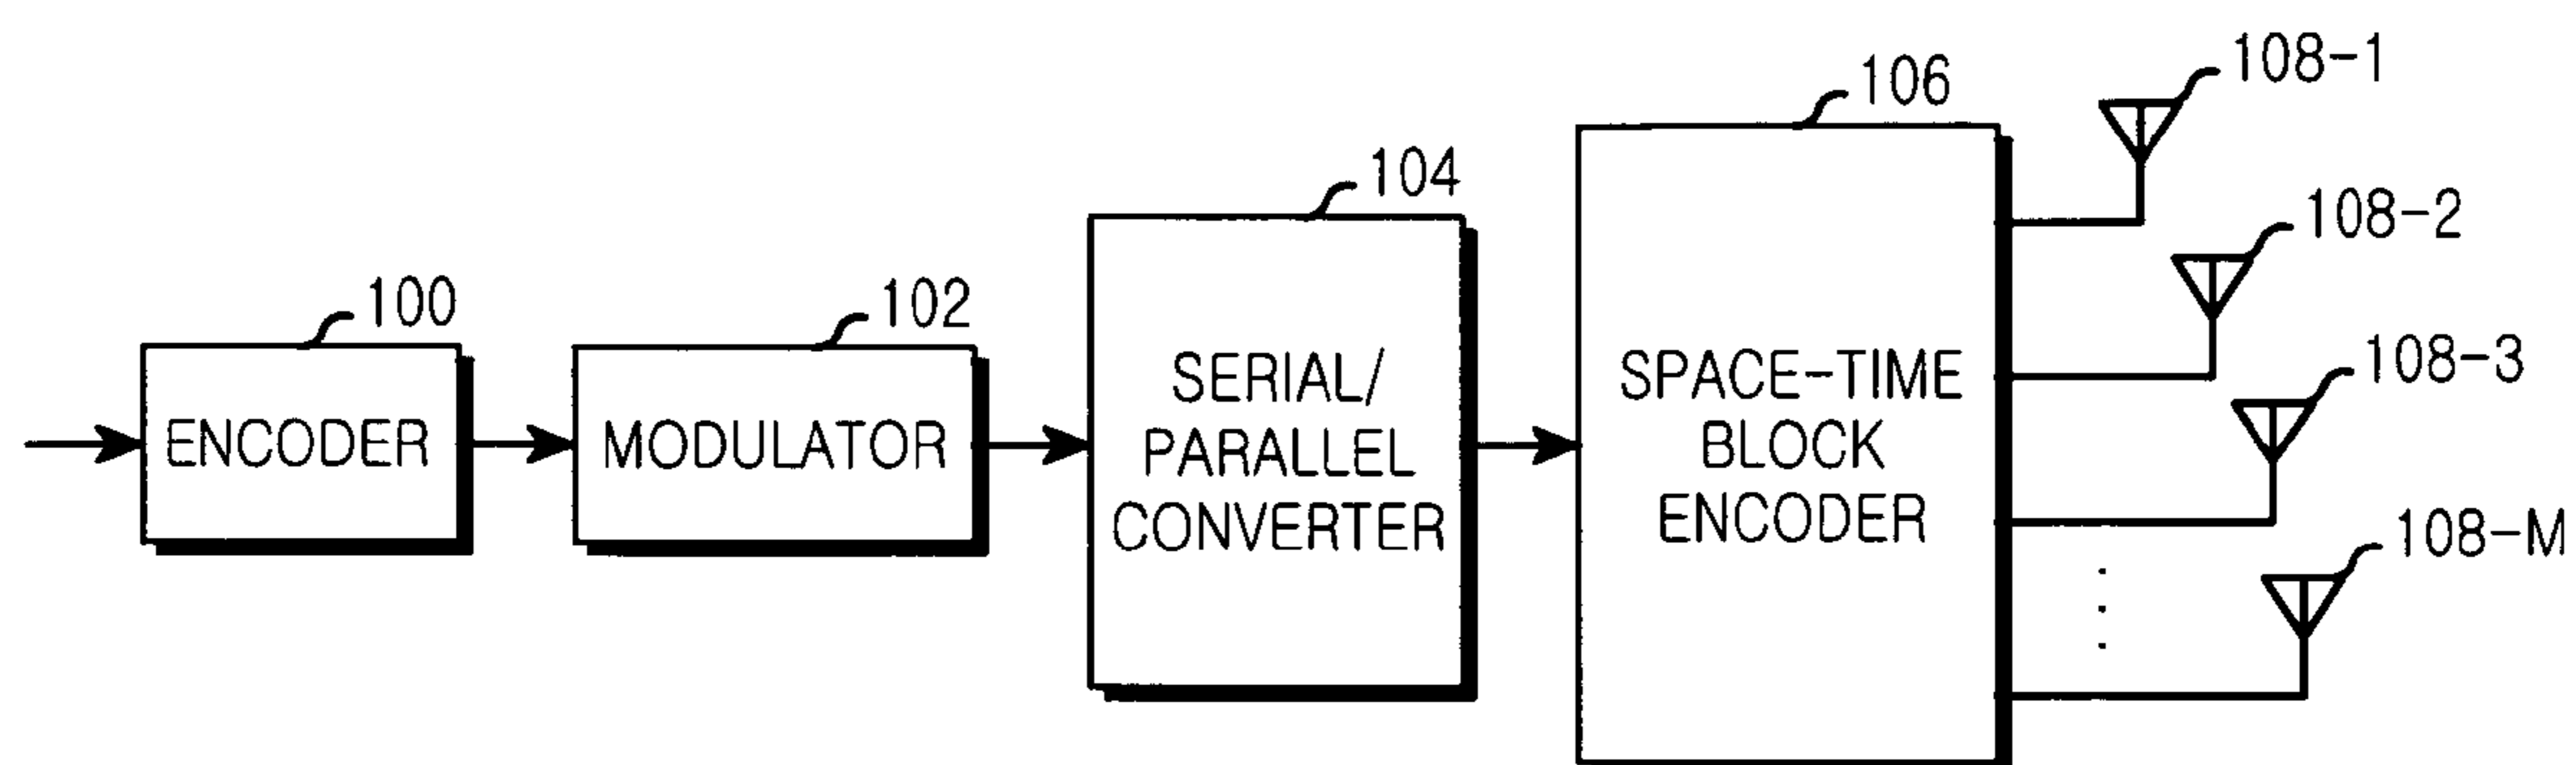 100
ENCODER
102
MODULATOR
104
SERIAL/
PARALLEL
CONVERTER
106
SPACE-TIME
BLOCK
ENCODER
108-1
108-2
108-3
108-M